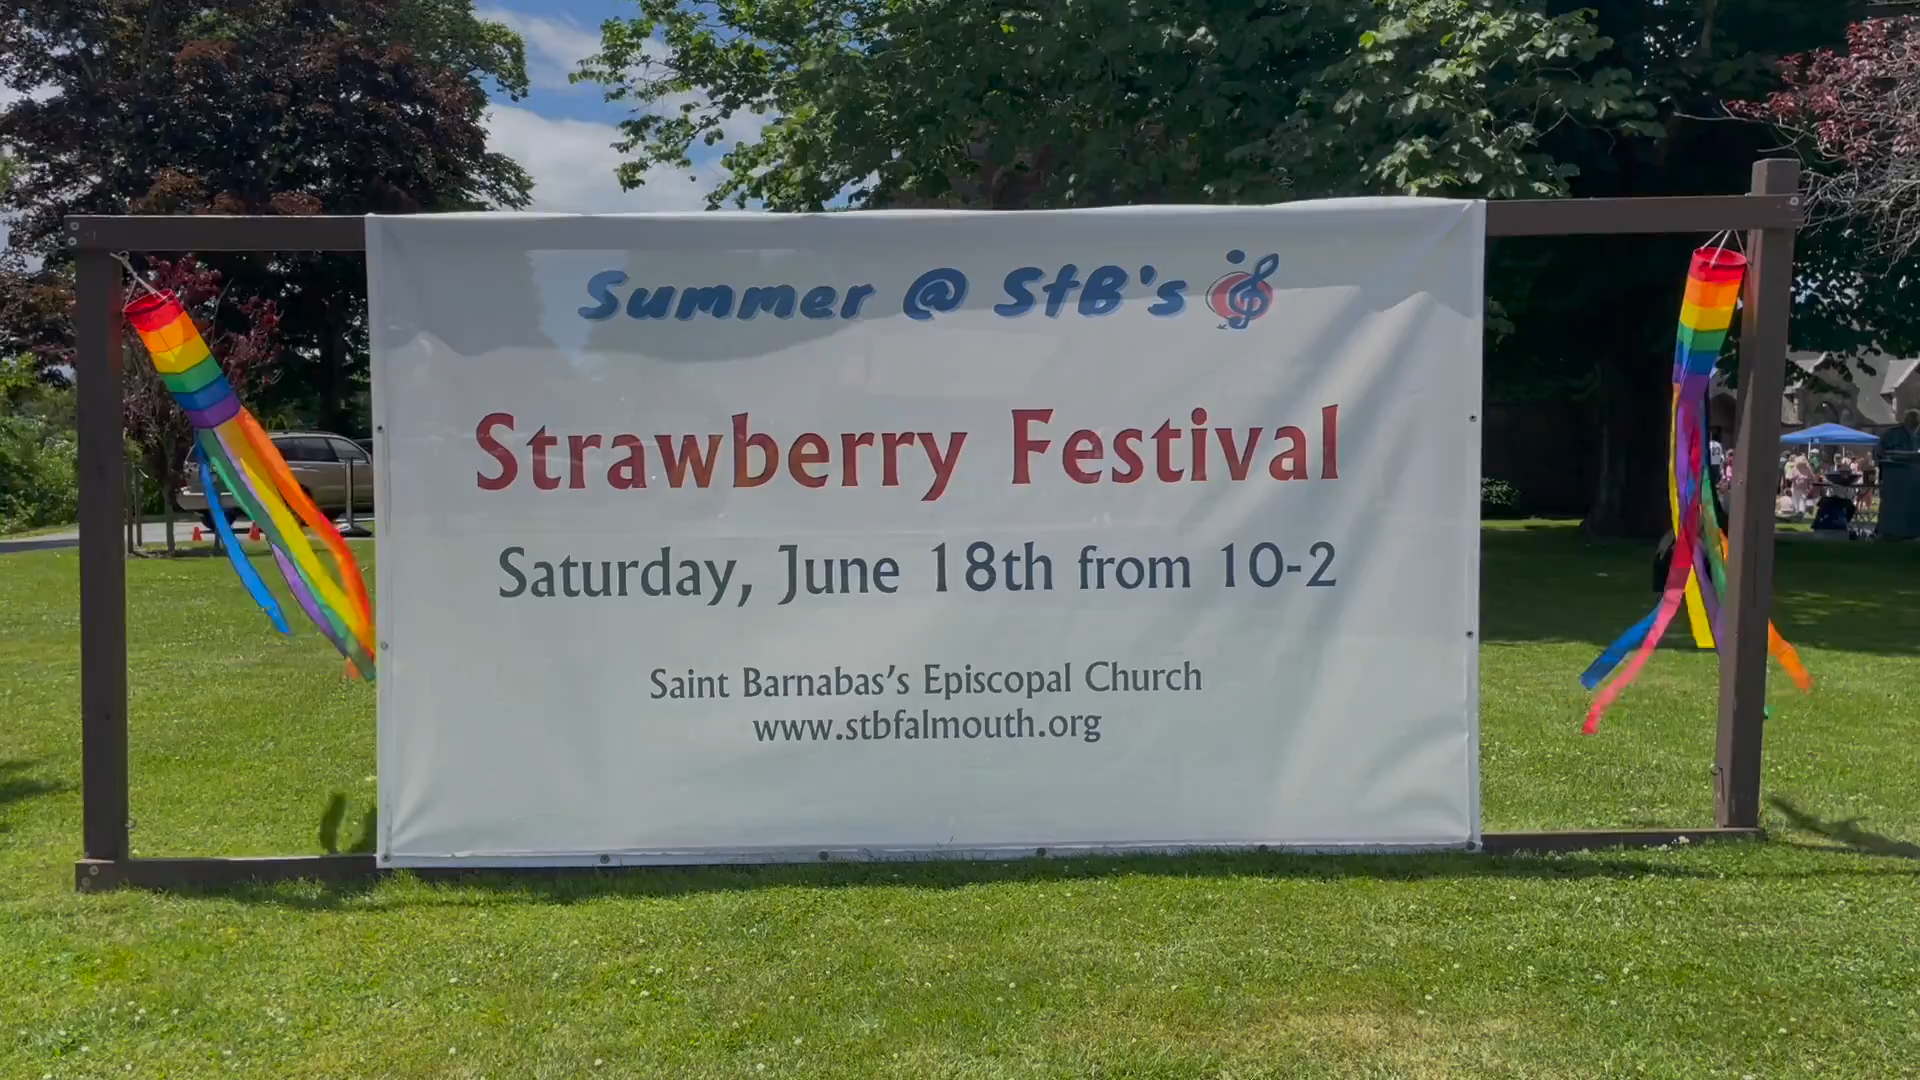 Summer @ StB's
Strawberry Festival
Saturday, June 18th from 10-2
Saint Barnabas's Episcopal Church
www.stbfalmouth.org